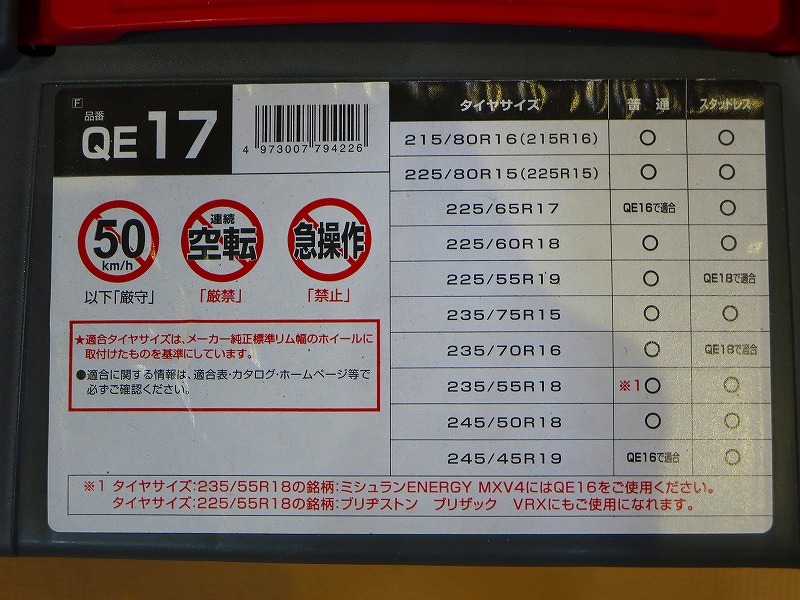 F
品番
QE17
4 973007 794226
50
km/h
以下「厳守」
連続
空転
「厳禁」
急操作
「禁止」
★適合タイヤサイズは、メーカー純正標準リム幅のホイールに
取付けたものを基準にしています。
●適合に関する情報は、適合表・カタログ・ホームページ等で
必ずご確認ください。
タイヤサイズ 普通 スタッドレス
215/80R16(215R16) ○ ○
225/80R15(225R15) ○ ○
225/65R17 QE16で適合 ○
225/60R18 ○ ○
225/55R19 ○ QE18で適合
235/75R15 ○ ○
235/70R16 ○ QE18で適合
235/55R18 ※1○ ○
245/50R18 ○ ○
245/45R19 QE16で適合 ○
※1 タイヤサイズ:235/55R18の銘柄:ミシュランENERGY MXV4にはQE16をご使用ください。
タイヤサイズ:225/55R18の銘柄:ブリヂストン ブリザック VRXにもご使用になれます。